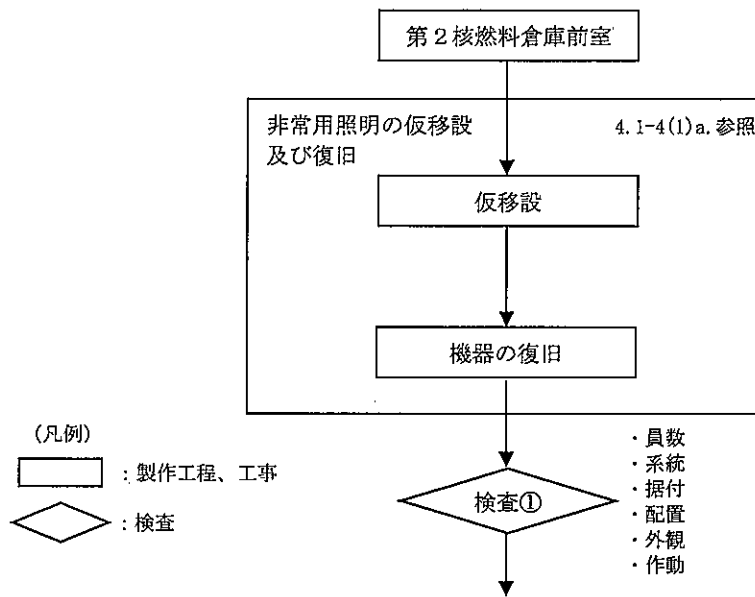 第2核燃料倉庫前室
非常用照明の仮移設
及び復旧
4.1-4(1)a.参照
仮移設
機器の復旧
検査①
・員数
・系統
・据付
・配置
・外観
・作動
(凡例)
：製作工程、工事
：検査